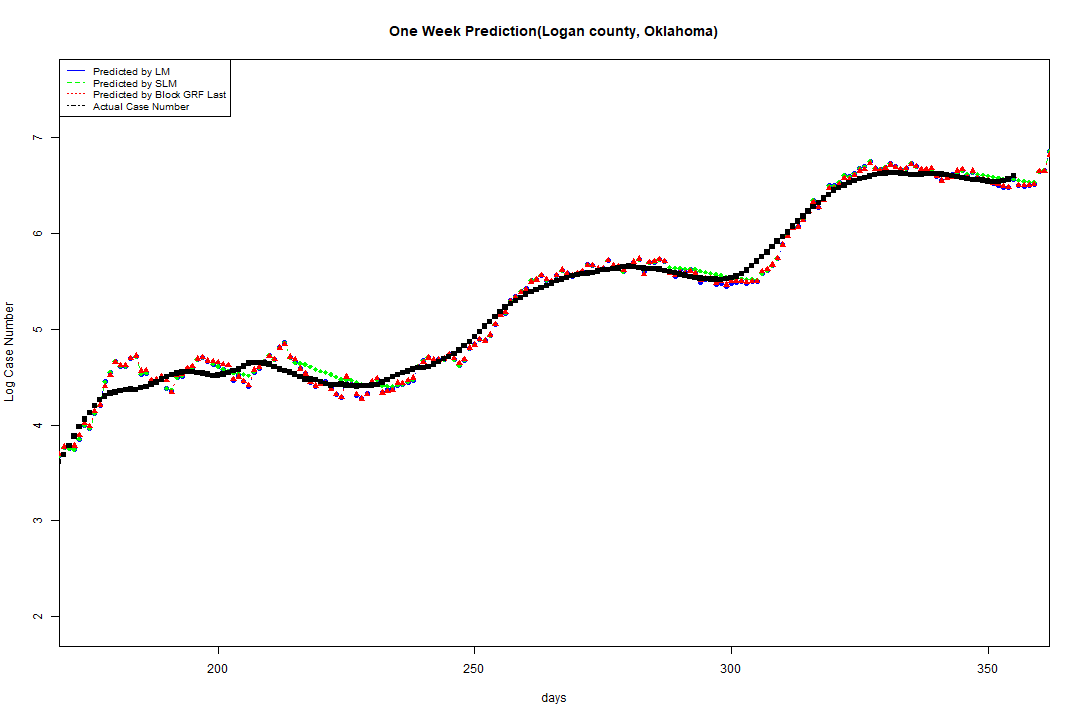 One Week Prediction(Logan county, Oklahoma)
Predicted by LM
Predicted by SLM
Predicted by Block GRF Last
Actual Case Number
7
6
5
4
3
2
Log Case Number
200
250
300
350
days